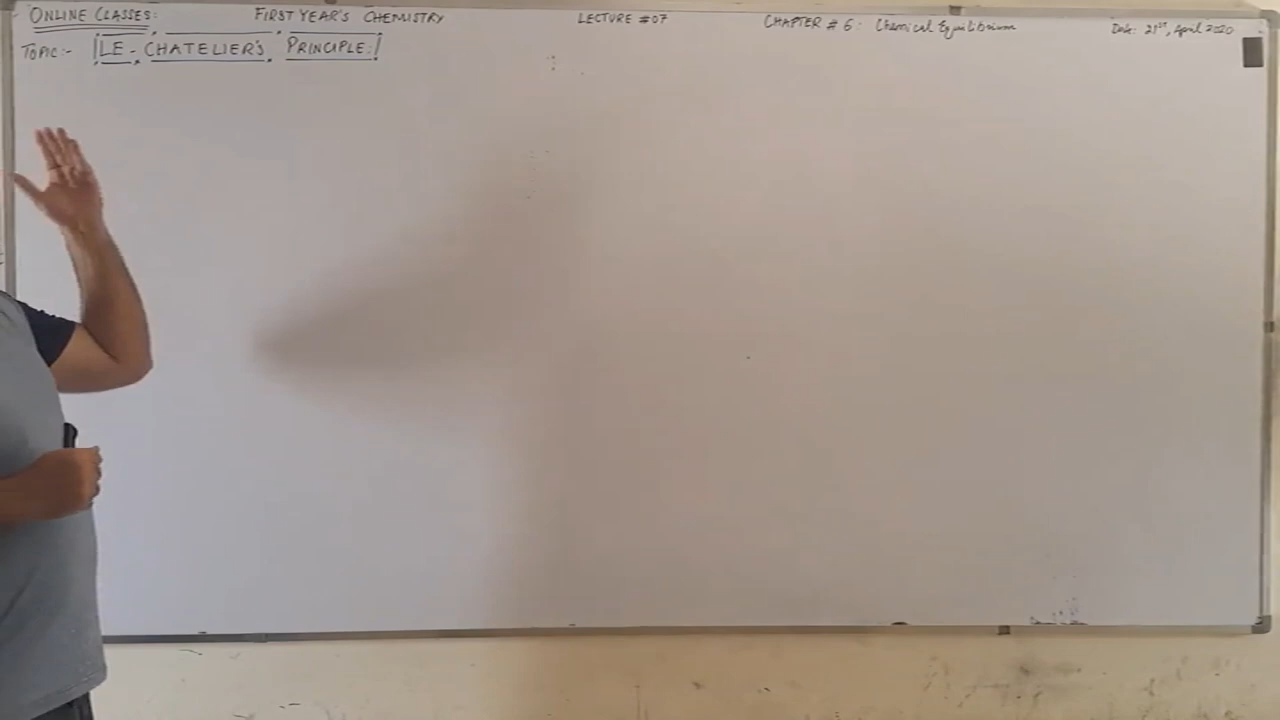 ONLINE CLASSES: FIRST YEAR'S CHEMISTRY LECTURE #07 CHAPTER # 6: Chemical Equilibrium Date: 21ST, April 2020
TOPIC:- LE-CHATELIER'S PRINCIPLE: